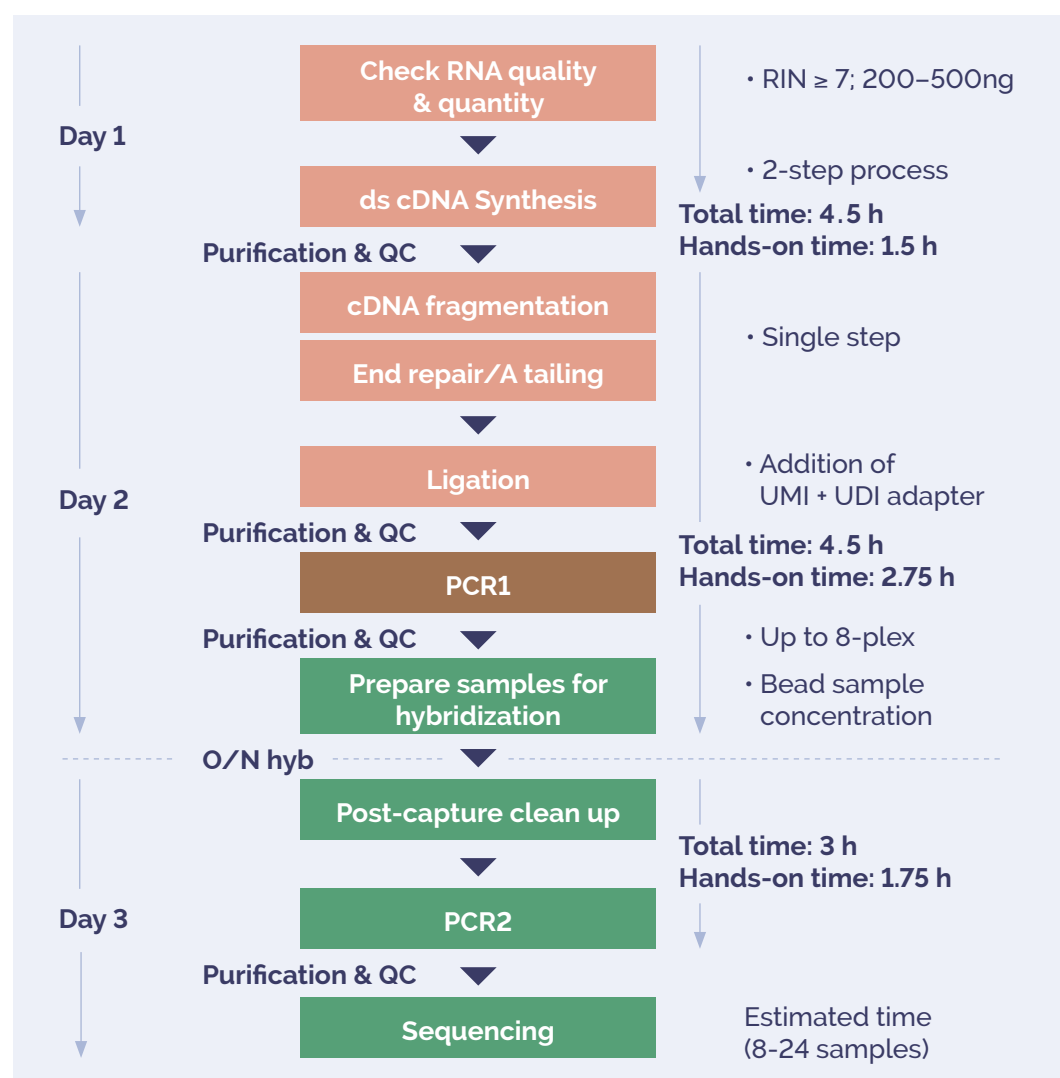 Check RNA quality
& quantity
• RIN ≥ 7; 200–500ng
Day 1
ds cDNA Synthesis
• 2-step process
Total time: 4.5 h
Hands-on time: 1.5 h
Purification & QC
cDNA fragmentation
• Single step
End repair/A tailing
Ligation
• Addition of
UMI + UDI adapter
Day 2
Purification & QC
Total time: 4.5 h
Hands-on time: 2.75 h
PCR1
Purification & QC
• Up to 8-plex
Prepare samples for
hybridization
• Bead sample
concentration
O/N hyb
Post-capture clean up
Total time: 3 h
Hands-on time: 1.75 h
Day 3
PCR2
Purification & QC
Sequencing
Estimated time
(8-24 samples)